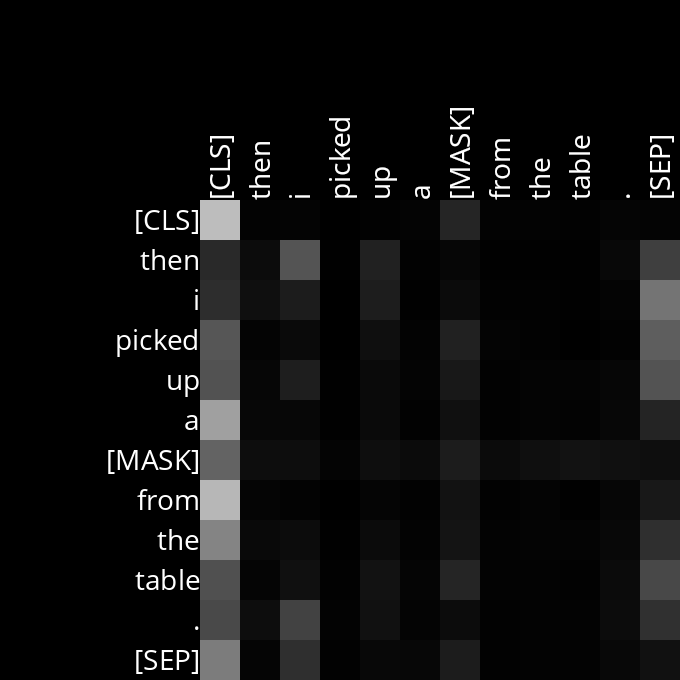 [CLS] then i picked up a [MASK] from the table . [SEP]
[CLS]
then
i
picked
up
a
[MASK]
from
the
table
.
[SEP]